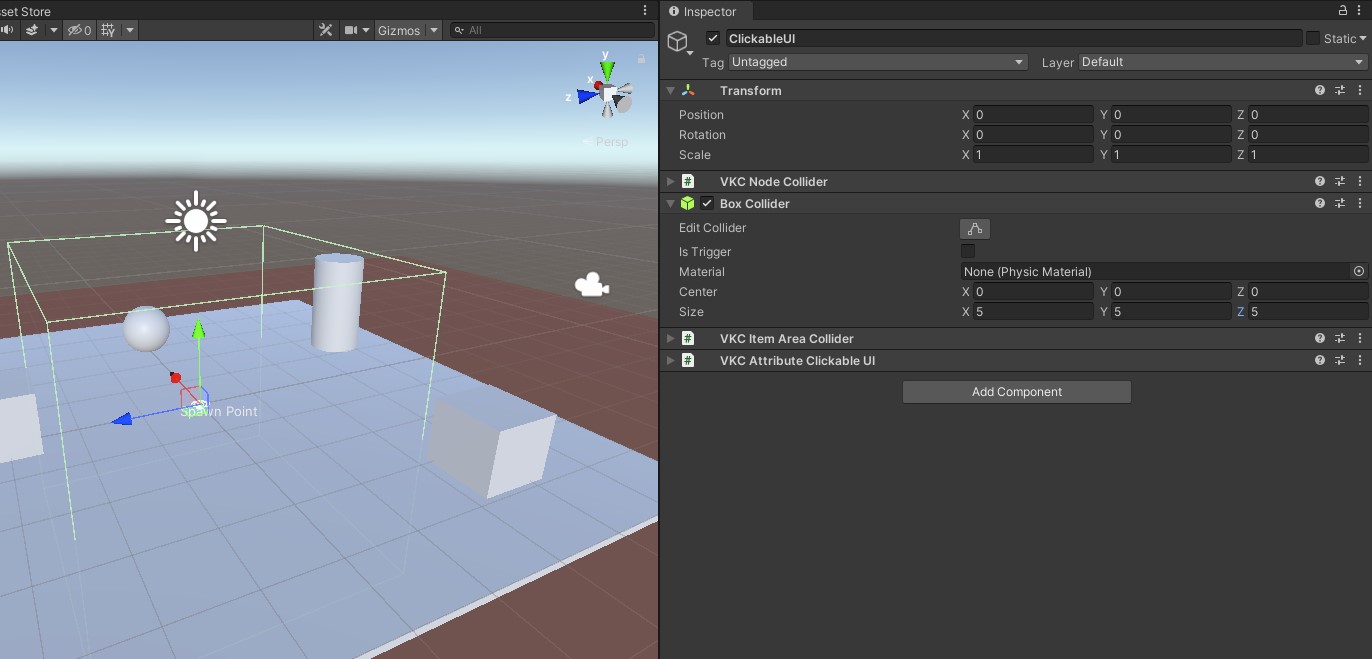 set Store
0
Gizmos
All
y
x
z
Persp
Spawn Point
Inspector
ClickableUI
Static
Tag Untagged
Layer Default
Transform
Position X 0 Y 0 Z 0
Rotation X 0 Y 0 Z 0
Scale X 1 Y 1 Z 1
# VKC Node Collider
Box Collider
Edit Collider
Is Trigger
Material None (Physic Material)
Center X 0 Y 0 Z 0
Size X 5 Y 5 Z 5
# VKC Item Area Collider
# VKC Attribute Clickable UI
Add Component